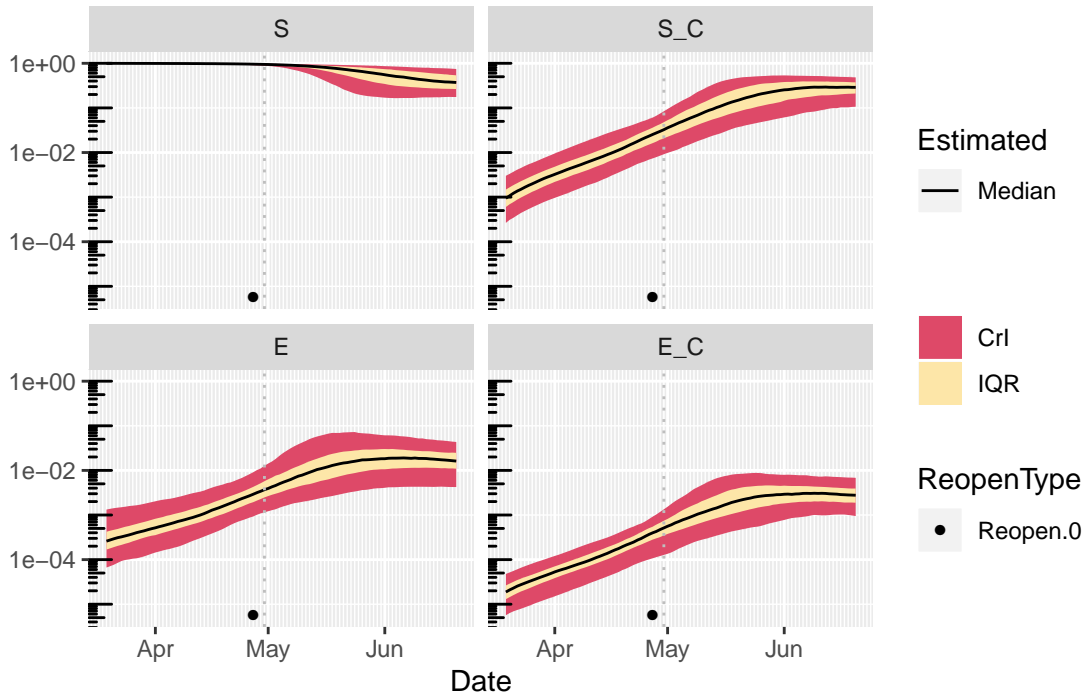 S
S_C
1e+00
1e−02
1e−04
E
E_C
1e+00
1e−02
1e−04
Apr
May
Jun
Apr
May
Jun
Date
Estimated
Median
CrI
IQR
ReopenType
Reopen.0